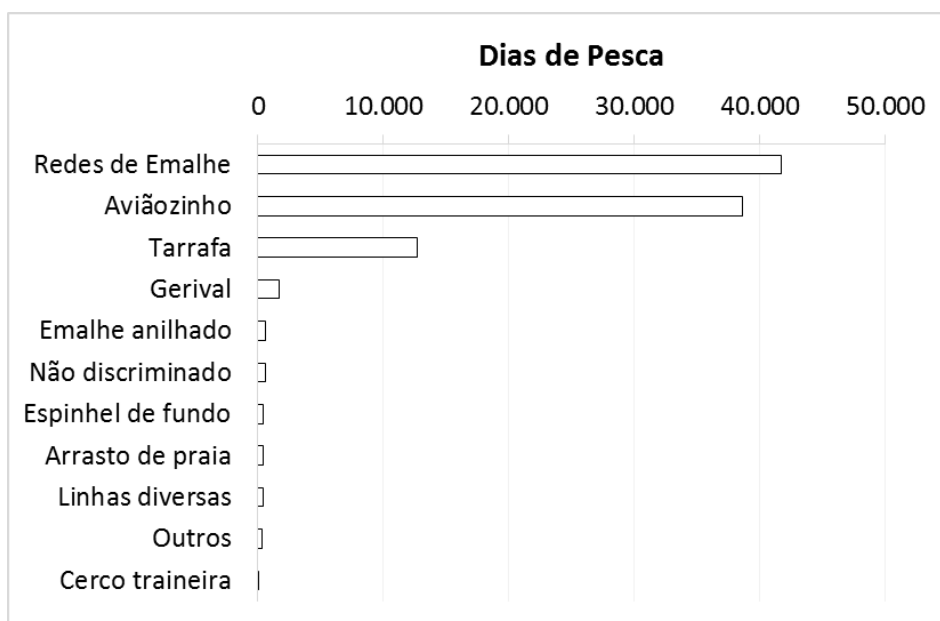 Dias de Pesca
0 10.000 20.000 30.000 40.000 50.000
Redes de Emalhe
Aviãozinho
Tarrafa
Gerival
Emalhe anilhado
Não discriminado
Espinhel de fundo
Arrasto de praia
Linhas diversas
Outros
Cerco traineira